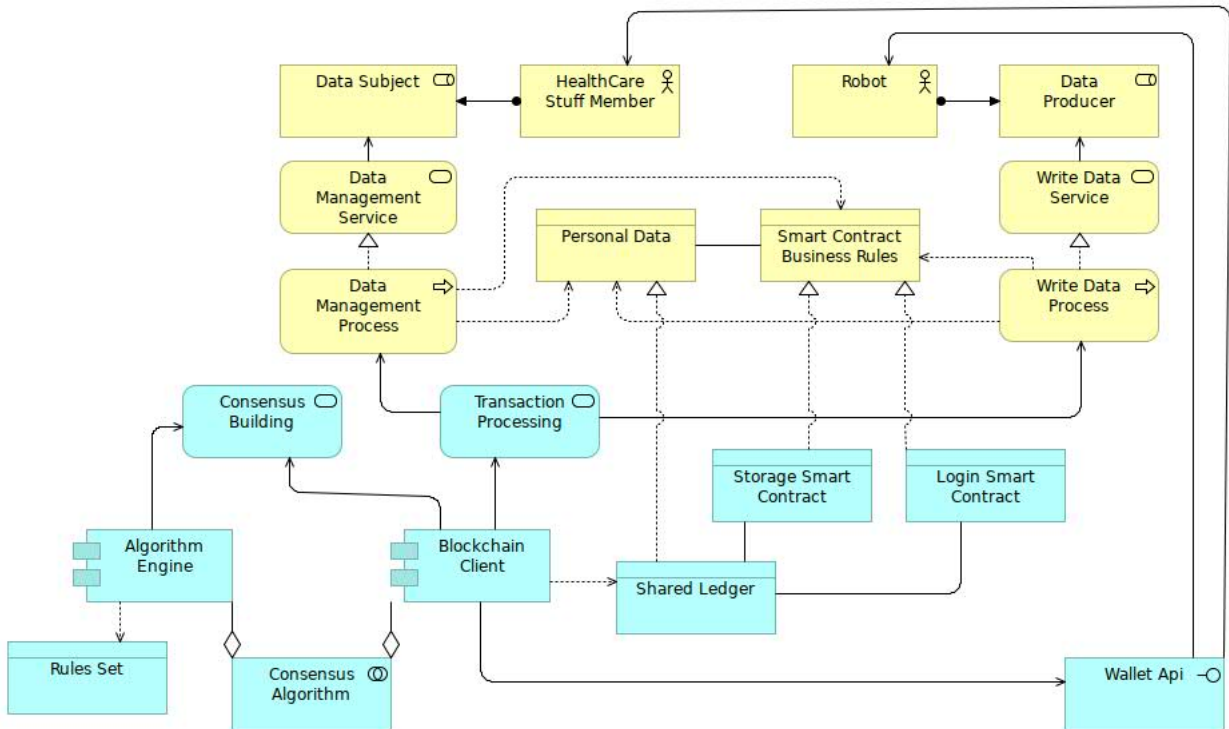 Data Subject
HealthCare
Stuff Member
Robot
Data
Producer
Data
Management
Service
Write Data
Service
Personal Data
Smart Contract
Business Rules
Data
Management
Process
Write Data
Process
Consensus
Building
Transaction
Processing
Storage Smart
Contract
Login Smart
Contract
Algorithm
Engine
Blockchain
Client
Shared Ledger
Rules Set
Consensus
Algorithm
Wallet Api